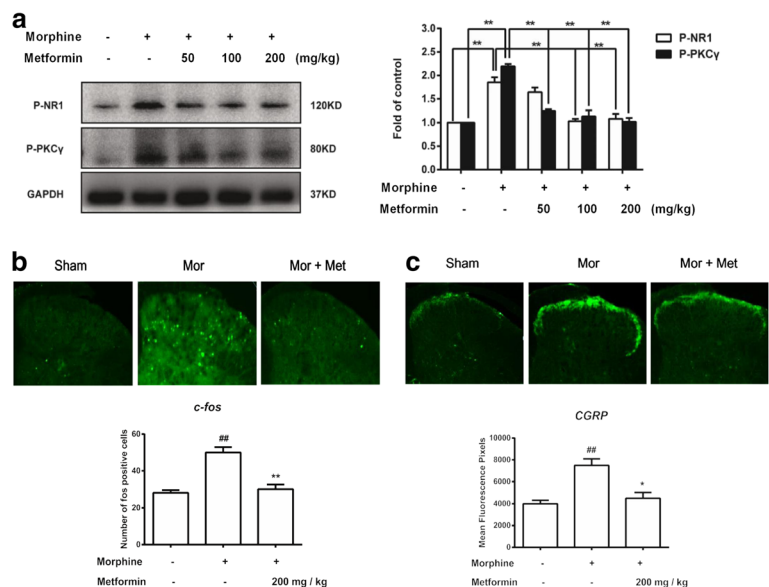 a
Morphine - + + + +
Metformin - - 50 100 200 (mg/kg)
P-NR1 120KD
P-PKCγ 80KD
GAPDH 37KD
Fold of control
3.0
2.5
2.0
1.5
1.0
0.5
0.0
** ** ** **
** ** **
P-NR1
P-PKCγ
Morphine - + + + +
Metformin - - 50 100 200 (mg/kg)
b
Sham Mor Mor + Met
c-fos
Number of fos positive cells
60
40
20
0
##
**
Morphine - + +
Metformin - - 200 mg / kg
c
Sham Mor Mor + Met
CGRP
Mean Fluorescence Pixels
10000
8000
6000
4000
2000
0
##
*
Morphine - + +
Metformin - - 200 mg / kg